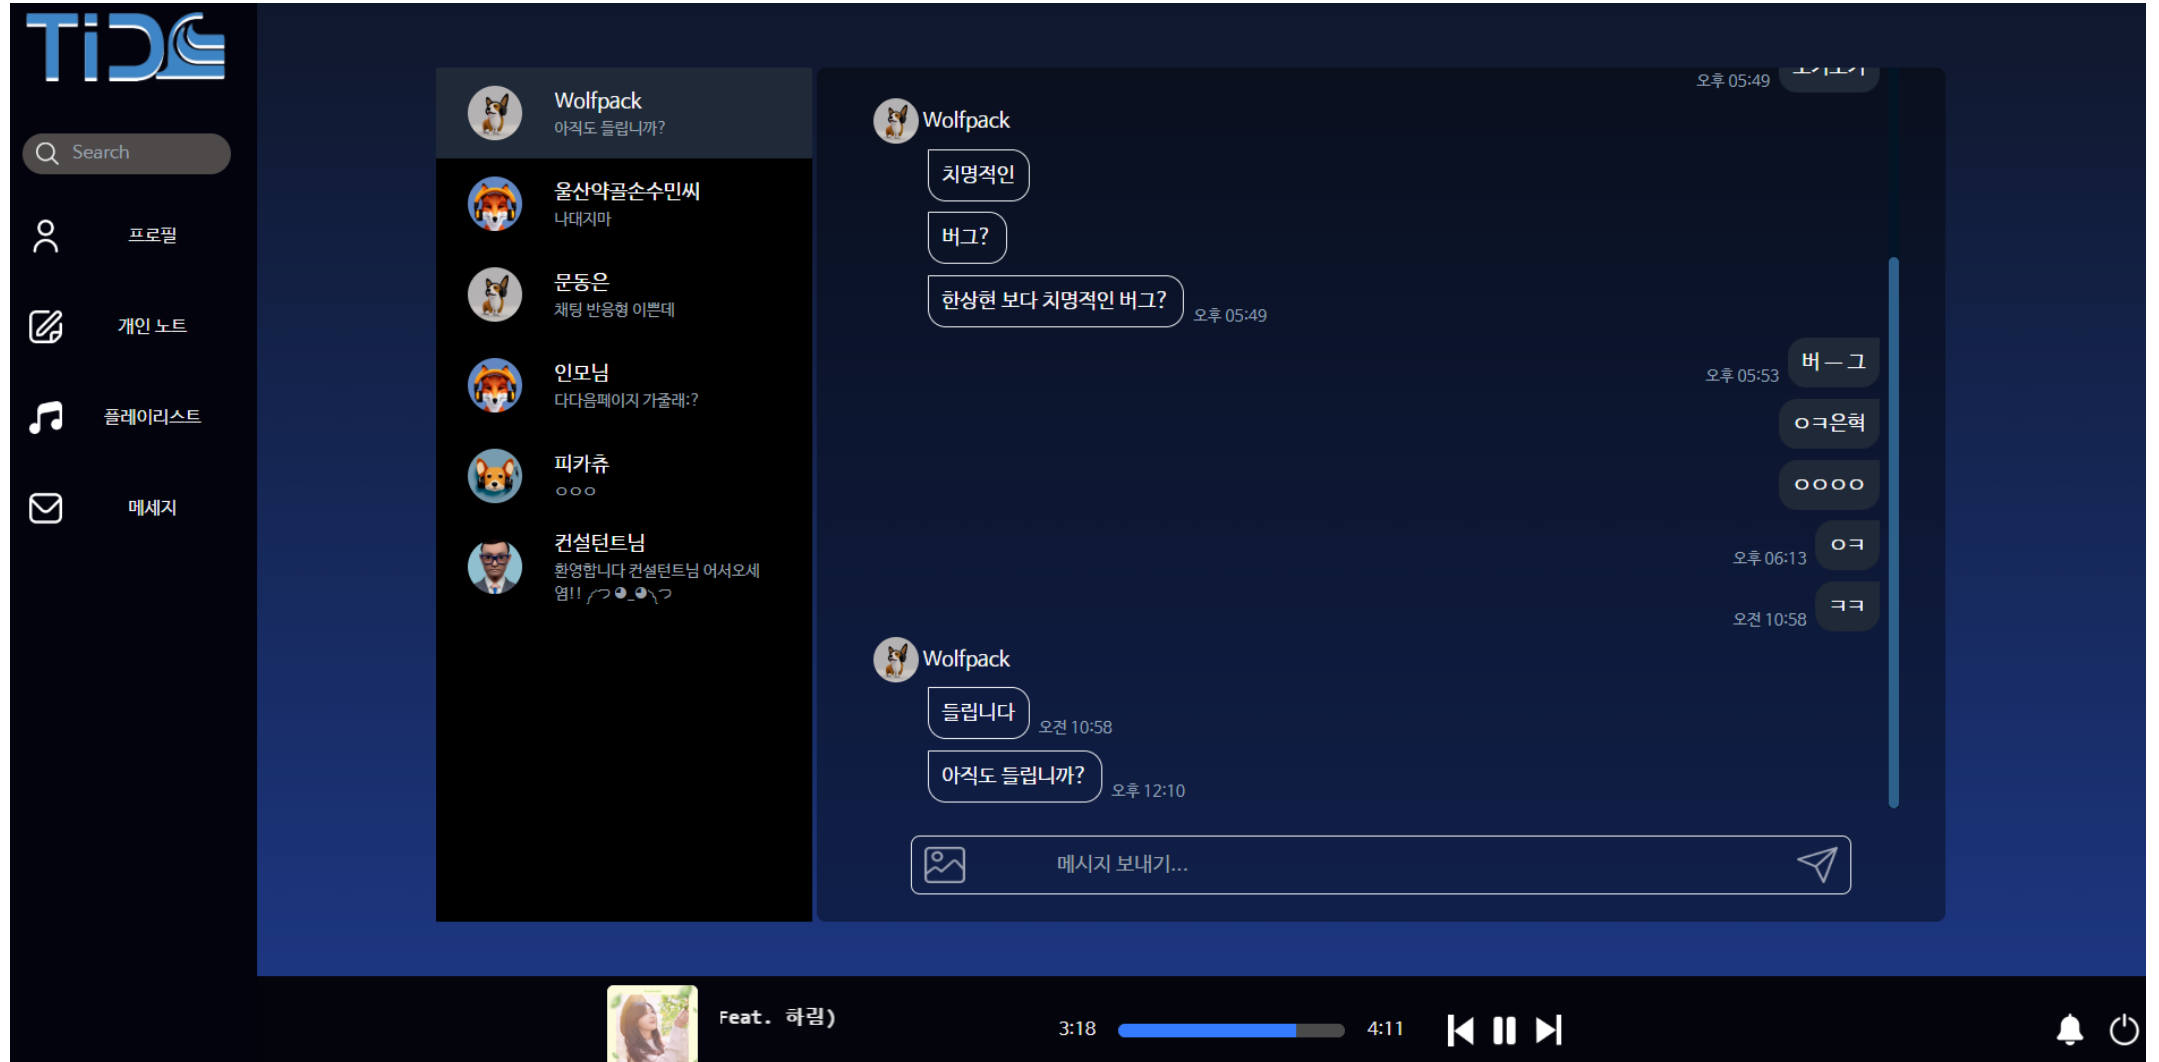 TiDE
Search
프로필
개인 노트
플레이리스트
메세지
Wolfpack
아직도 들립니까?
울산약골손수민씨
나대지마
문동은
채팅 반응형 이쁜데
인모님
다다음페이지 가줄래:?
피카츄
ㅇㅇㅇ
컨설턴트님
환영합니다 컨설턴트님 어서오세
염!! ╭つ ◕_◕╮つ
오후 05:49
Wolfpack
치명적인
버그?
한상현 보다 치명적인 버그?
오후 05:49
버ㅡ그
오후 05:53
ㅇㅋ은혁
ㅇㅇㅇㅇ
ㅇㅋ
오후 06:13
ㅋㅋ
오전 10:58
Wolfpack
들립니다
오전 10:58
아직도 들립니까?
오후 12:10
메시지 보내기...
Feat. 하림)
3:18
4:11